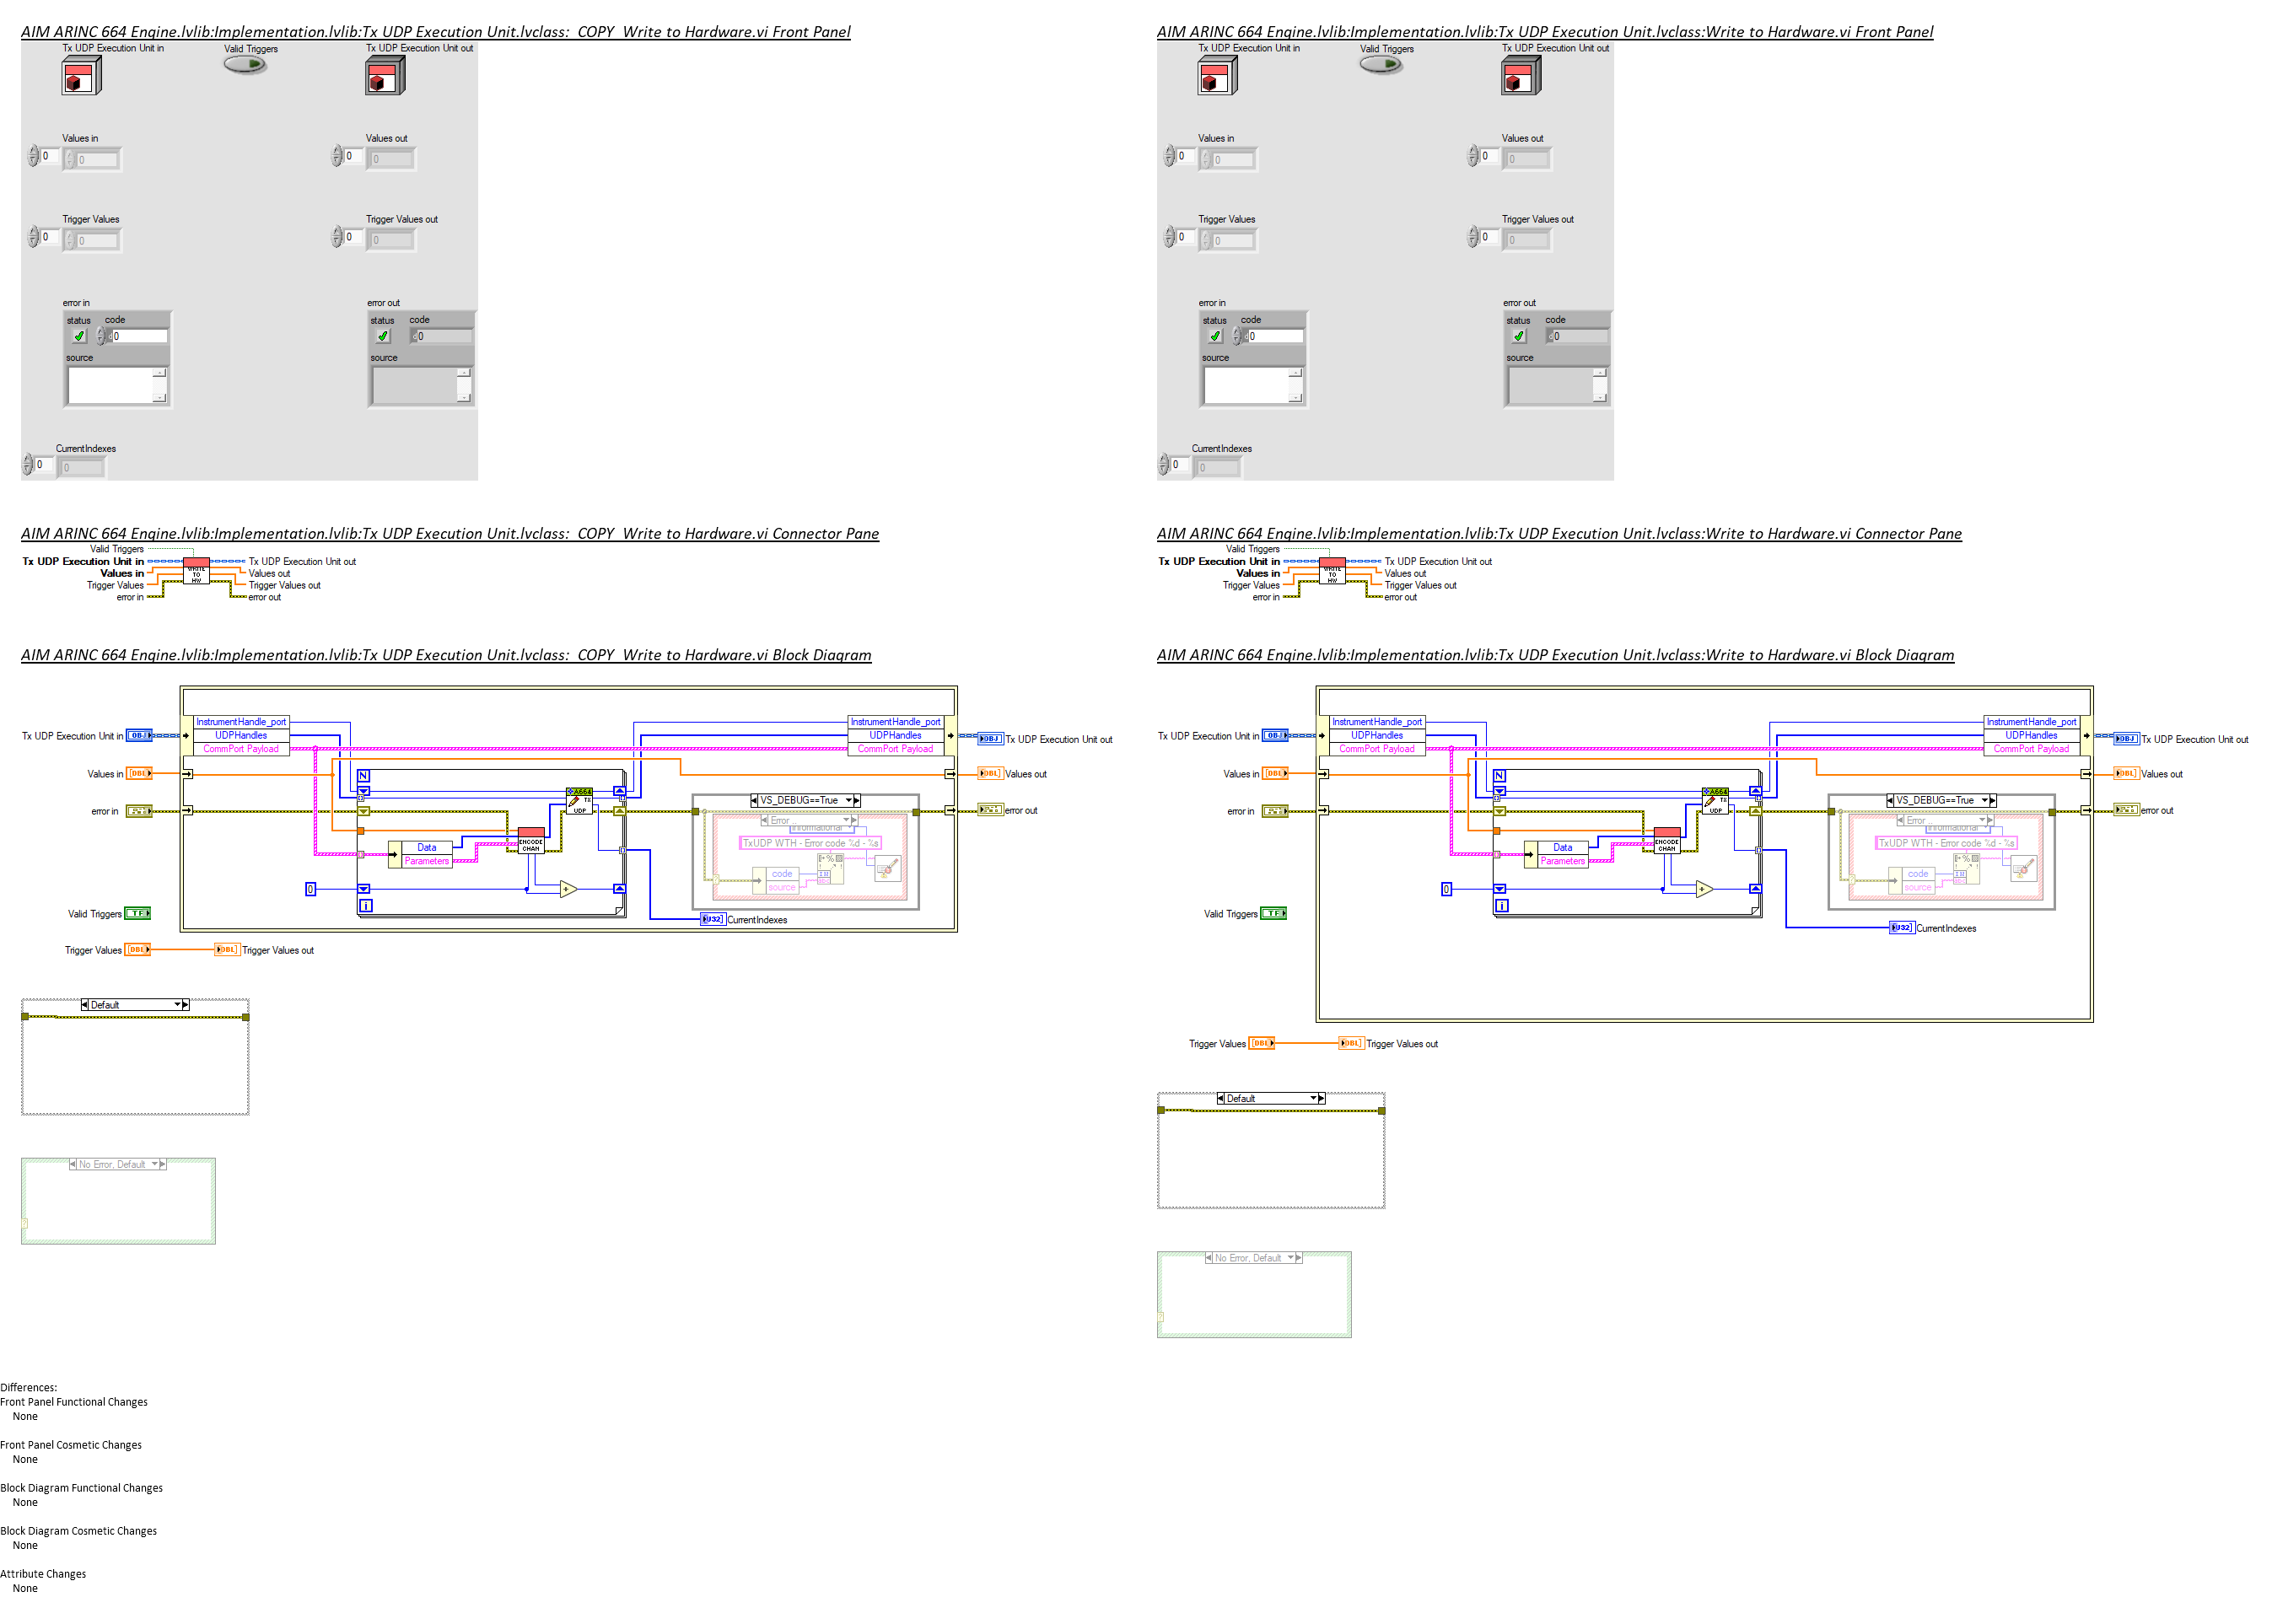 AIM ARINC 664 Engine.lvlib:Implementation.lvlib:Tx UDP Execution Unit.lvclass:  COPY  Write to Hardware.vi Front Panel
Tx UDP Execution Unit in
Valid Triggers
Tx UDP Execution Unit out
Values in
0
0
Values out
0
0
Trigger Values
0
0
Trigger Values out
0
0
error in
status
code
0
source
error out
status
code
0
source
CurrentIndexes
0
0
AIM ARINC 664 Engine.lvlib:Implementation.lvlib:Tx UDP Execution Unit.lvclass:  COPY  Write to Hardware.vi Connector Pane
Valid Triggers
Tx UDP Execution Unit in
Values in
Trigger Values
error in
WRITE
TO
HW
Tx UDP Execution Unit out
Values out
Trigger Values out
error out
AIM ARINC 664 Engine.lvlib:Implementation.lvlib:Tx UDP Execution Unit.lvclass:  COPY  Write to Hardware.vi Block Diagram
Tx UDP Execution Unit in
OBJ
InstrumentHandle_port
UDPHandles
CommPort Payload
InstrumentHandle_port
UDPHandles
CommPort Payload
OBJ
Tx UDP Execution Unit out
Values in
DBL
N
DBL
Values out
error in
A664
TX
UDP
VS_DEBUG==True
error out
Error
Informational
TxUDP WTH - Error code %d - %s
ENCODE
CHAN
Data
Parameters
code
source
0
i
Valid Triggers
TF
U32
CurrentIndexes
Trigger Values
DBL
DBL
Trigger Values out
Default
No Error, Default
AIM ARINC 664 Engine.lvlib:Implementation.lvlib:Tx UDP Execution Unit.lvclass:Write to Hardware.vi Front Panel
Tx UDP Execution Unit in
Valid Triggers
Tx UDP Execution Unit out
Values in
0
0
Values out
0
0
Trigger Values
0
0
Trigger Values out
0
0
error in
status
code
0
source
error out
status
code
0
source
CurrentIndexes
0
0
AIM ARINC 664 Engine.lvlib:Implementation.lvlib:Tx UDP Execution Unit.lvclass:Write to Hardware.vi Connector Pane
Valid Triggers
Tx UDP Execution Unit in
Values in
Trigger Values
error in
WRITE
TO
HW
Tx UDP Execution Unit out
Values out
Trigger Values out
error out
AIM ARINC 664 Engine.lvlib:Implementation.lvlib:Tx UDP Execution Unit.lvclass:Write to Hardware.vi Block Diagram
Tx UDP Execution Unit in
OBJ
InstrumentHandle_port
UDPHandles
CommPort Payload
InstrumentHandle_port
UDPHandles
CommPort Payload
OBJ
Tx UDP Execution Unit out
Values in
DBL
N
DBL
Values out
error in
A664
TX
UDP
VS_DEBUG==True
error out
Error
Informational
TxUDP WTH - Error code %d - %s
ENCODE
CHAN
Data
Parameters
code
source
0
i
Valid Triggers
TF
U32
CurrentIndexes
Trigger Values
DBL
DBL
Trigger Values out
Default
No Error, Default
Differences:
Front Panel Functional Changes
None
Front Panel Cosmetic Changes
None
Block Diagram Functional Changes
None
Block Diagram Cosmetic Changes
None
Attribute Changes
None